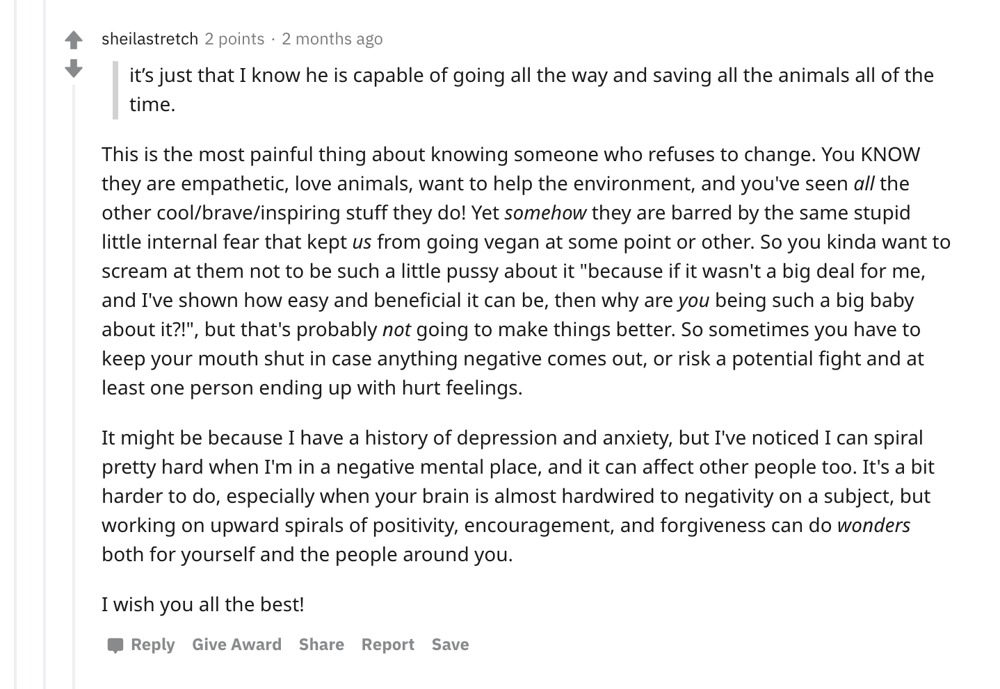 sheilastretch 2 points · 2 months ago
it’s just that I know he is capable of going all the way and saving all the animals all of the
time.
This is the most painful thing about knowing someone who refuses to change. You KNOW
they are empathetic, love animals, want to help the environment, and you've seen all the
other cool/brave/inspiring stuff they do! Yet somehow they are barred by the same stupid
little internal fear that kept us from going vegan at some point or other. So you kinda want to
scream at them not to be such a little pussy about it "because if it wasn't a big deal for me,
and I've shown how easy and beneficial it can be, then why are you being such a big baby
about it?!", but that's probably not going to make things better. So sometimes you have to
keep your mouth shut in case anything negative comes out, or risk a potential fight and at
least one person ending up with hurt feelings.
It might be because I have a history of depression and anxiety, but I've noticed I can spiral
pretty hard when I'm in a negative mental place, and it can affect other people too. It's a bit
harder to do, especially when your brain is almost hardwired to negativity on a subject, but
working on upward spirals of positivity, encouragement, and forgiveness can do wonders
both for yourself and the people around you.
I wish you all the best!
Reply Give Award Share Report Save